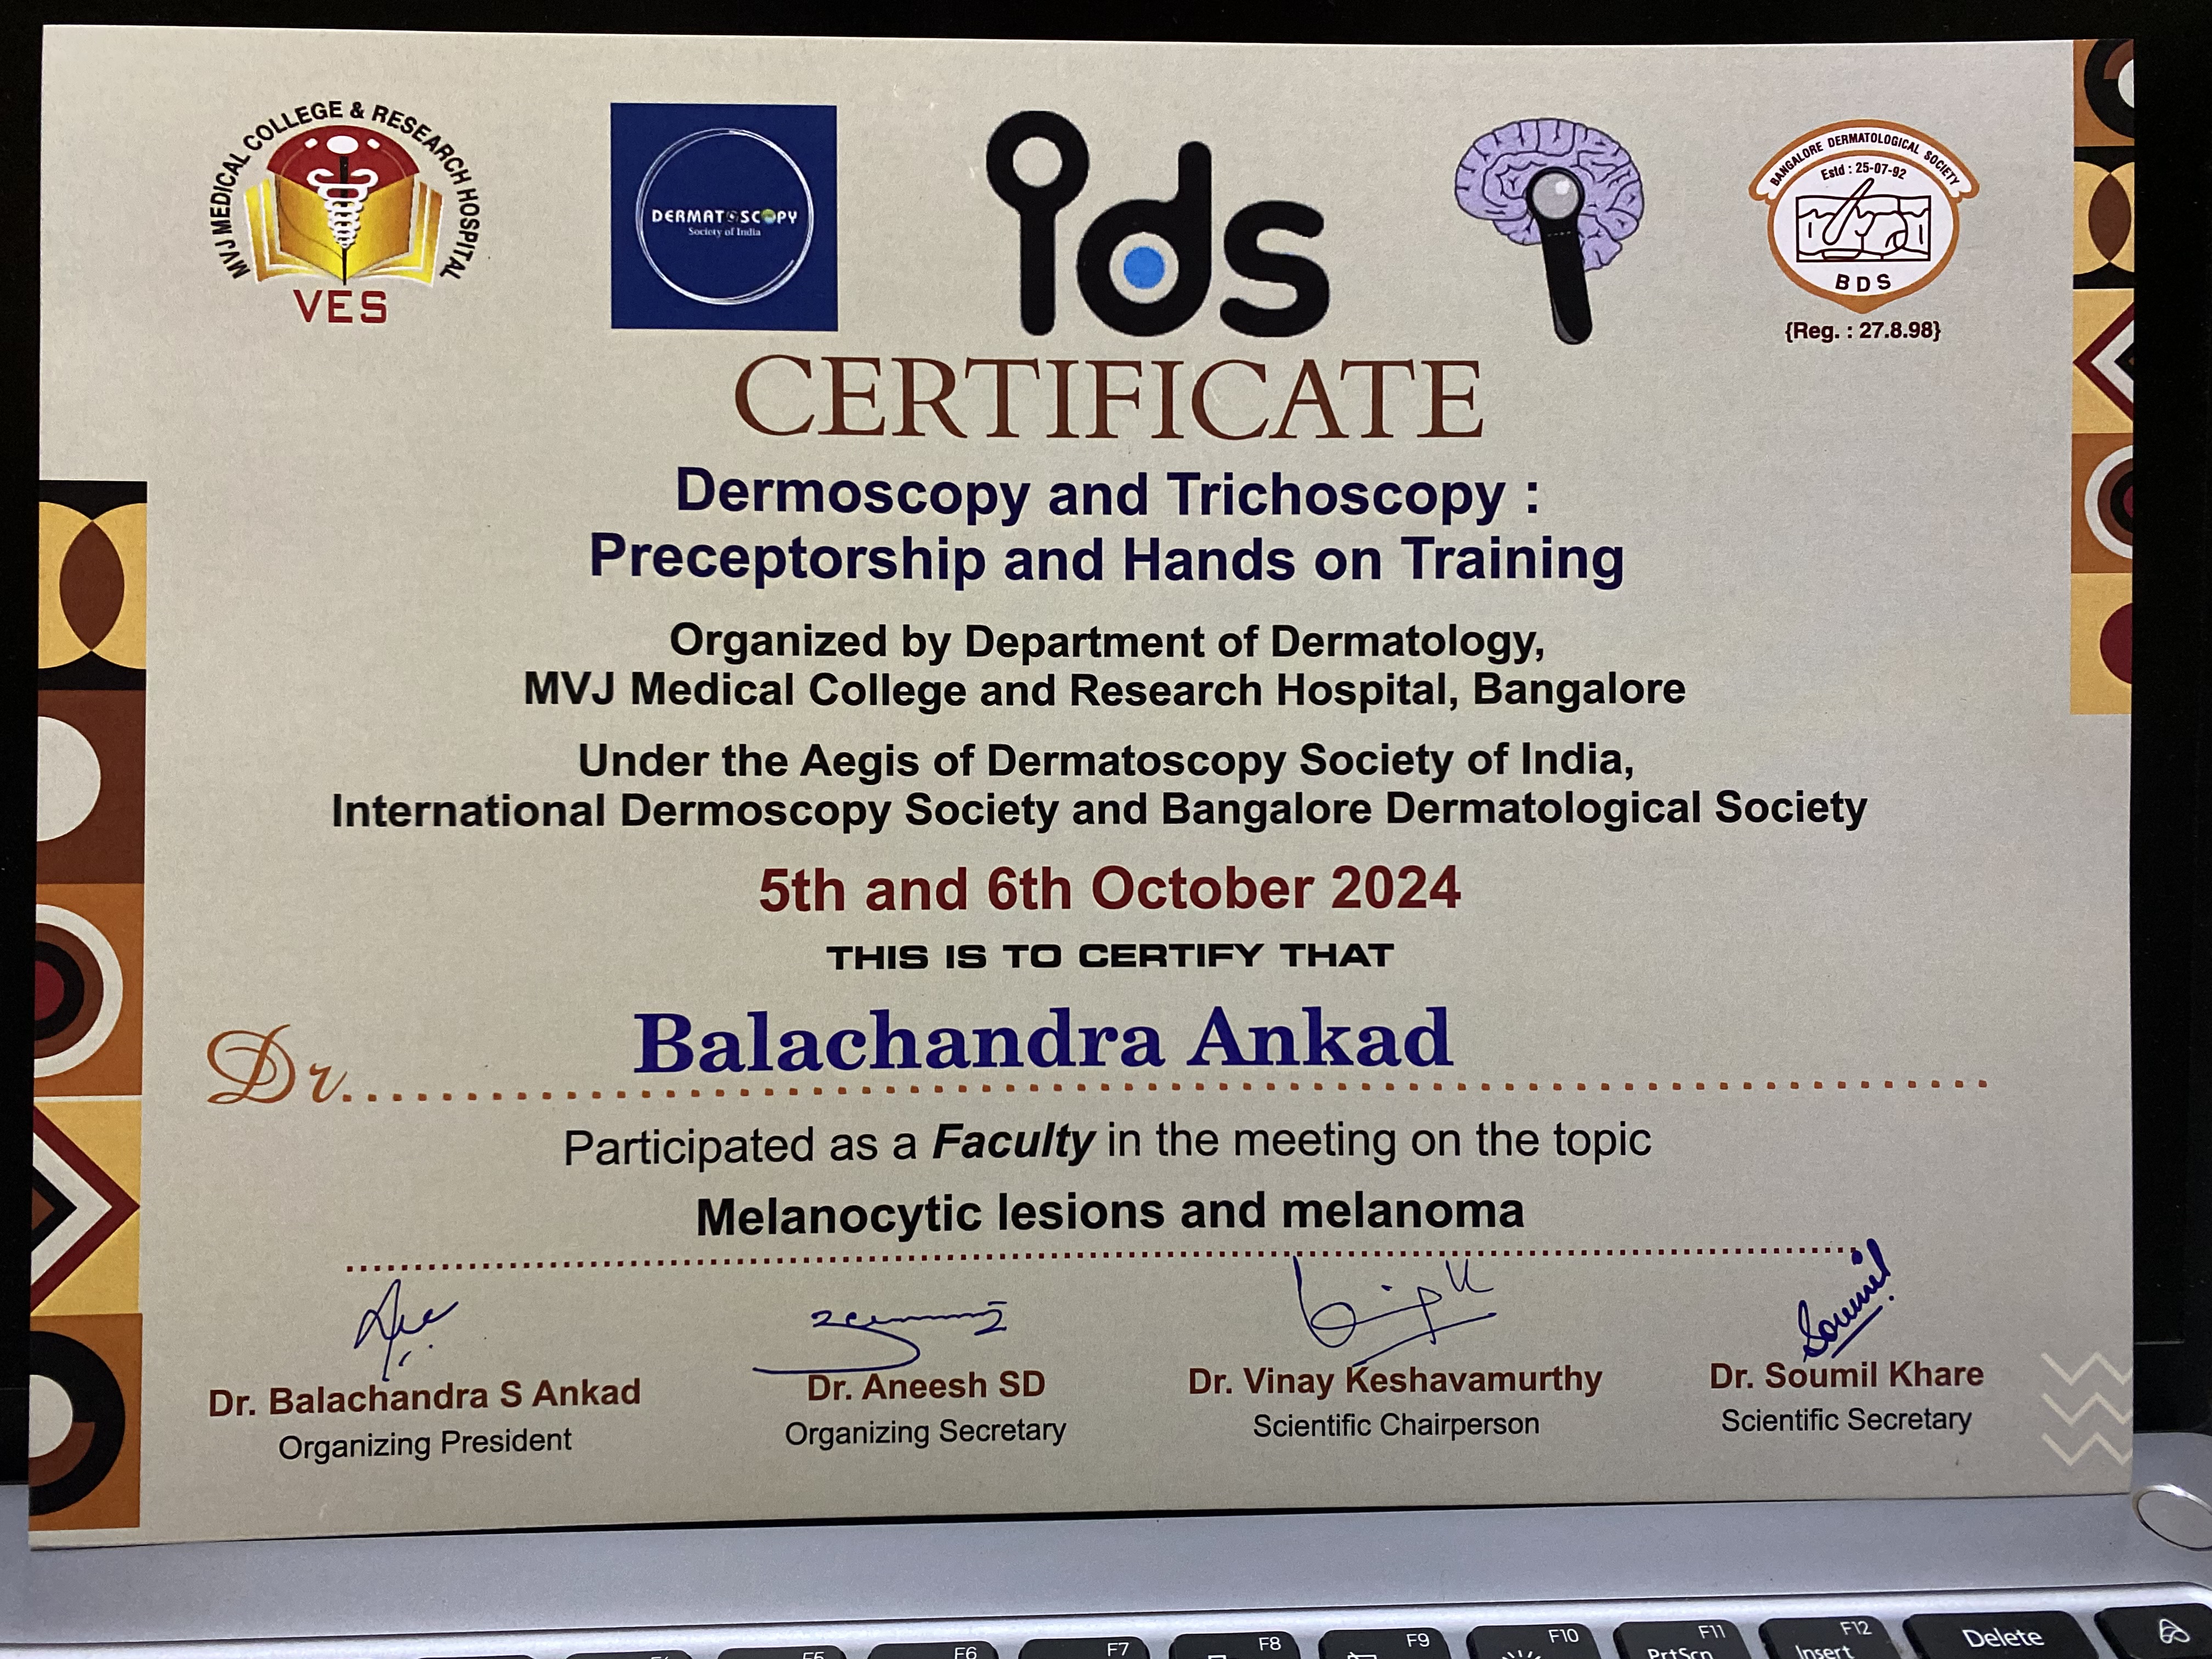 MVJ MEDICAL COLLEGE & RESEARCH HOSPITAL
VES
DERMATOSCOPY
Society of India
ids
BANGALORE DERMATOLOGICAL SOCIETY
Estd : 25-07-92
BDS
{Reg. : 27.8.98}
CERTIFICATE
Dermoscopy and Trichoscopy :
Preceptorship and Hands on Training
Organized by Department of Dermatology,
MVJ Medical College and Research Hospital, Bangalore
Under the Aegis of Dermatoscopy Society of India,
International Dermoscopy Society and Bangalore Dermatological Society
5th and 6th October 2024
THIS IS TO CERTIFY THAT
Dr. Balachandra Ankad
Participated as a Faculty in the meeting on the topic
Melanocytic lesions and melanoma
Soumil
Dr. Balachandra S Ankad
Organizing President
Dr. Aneesh SD
Organizing Secretary
Dr. Vinay Keshavamurthy
Scientific Chairperson
Dr. Soumil Khare
Scientific Secretary
F5 F6 F7 F8 F9 F10 F11 F12 Delete
PrtScn Insert